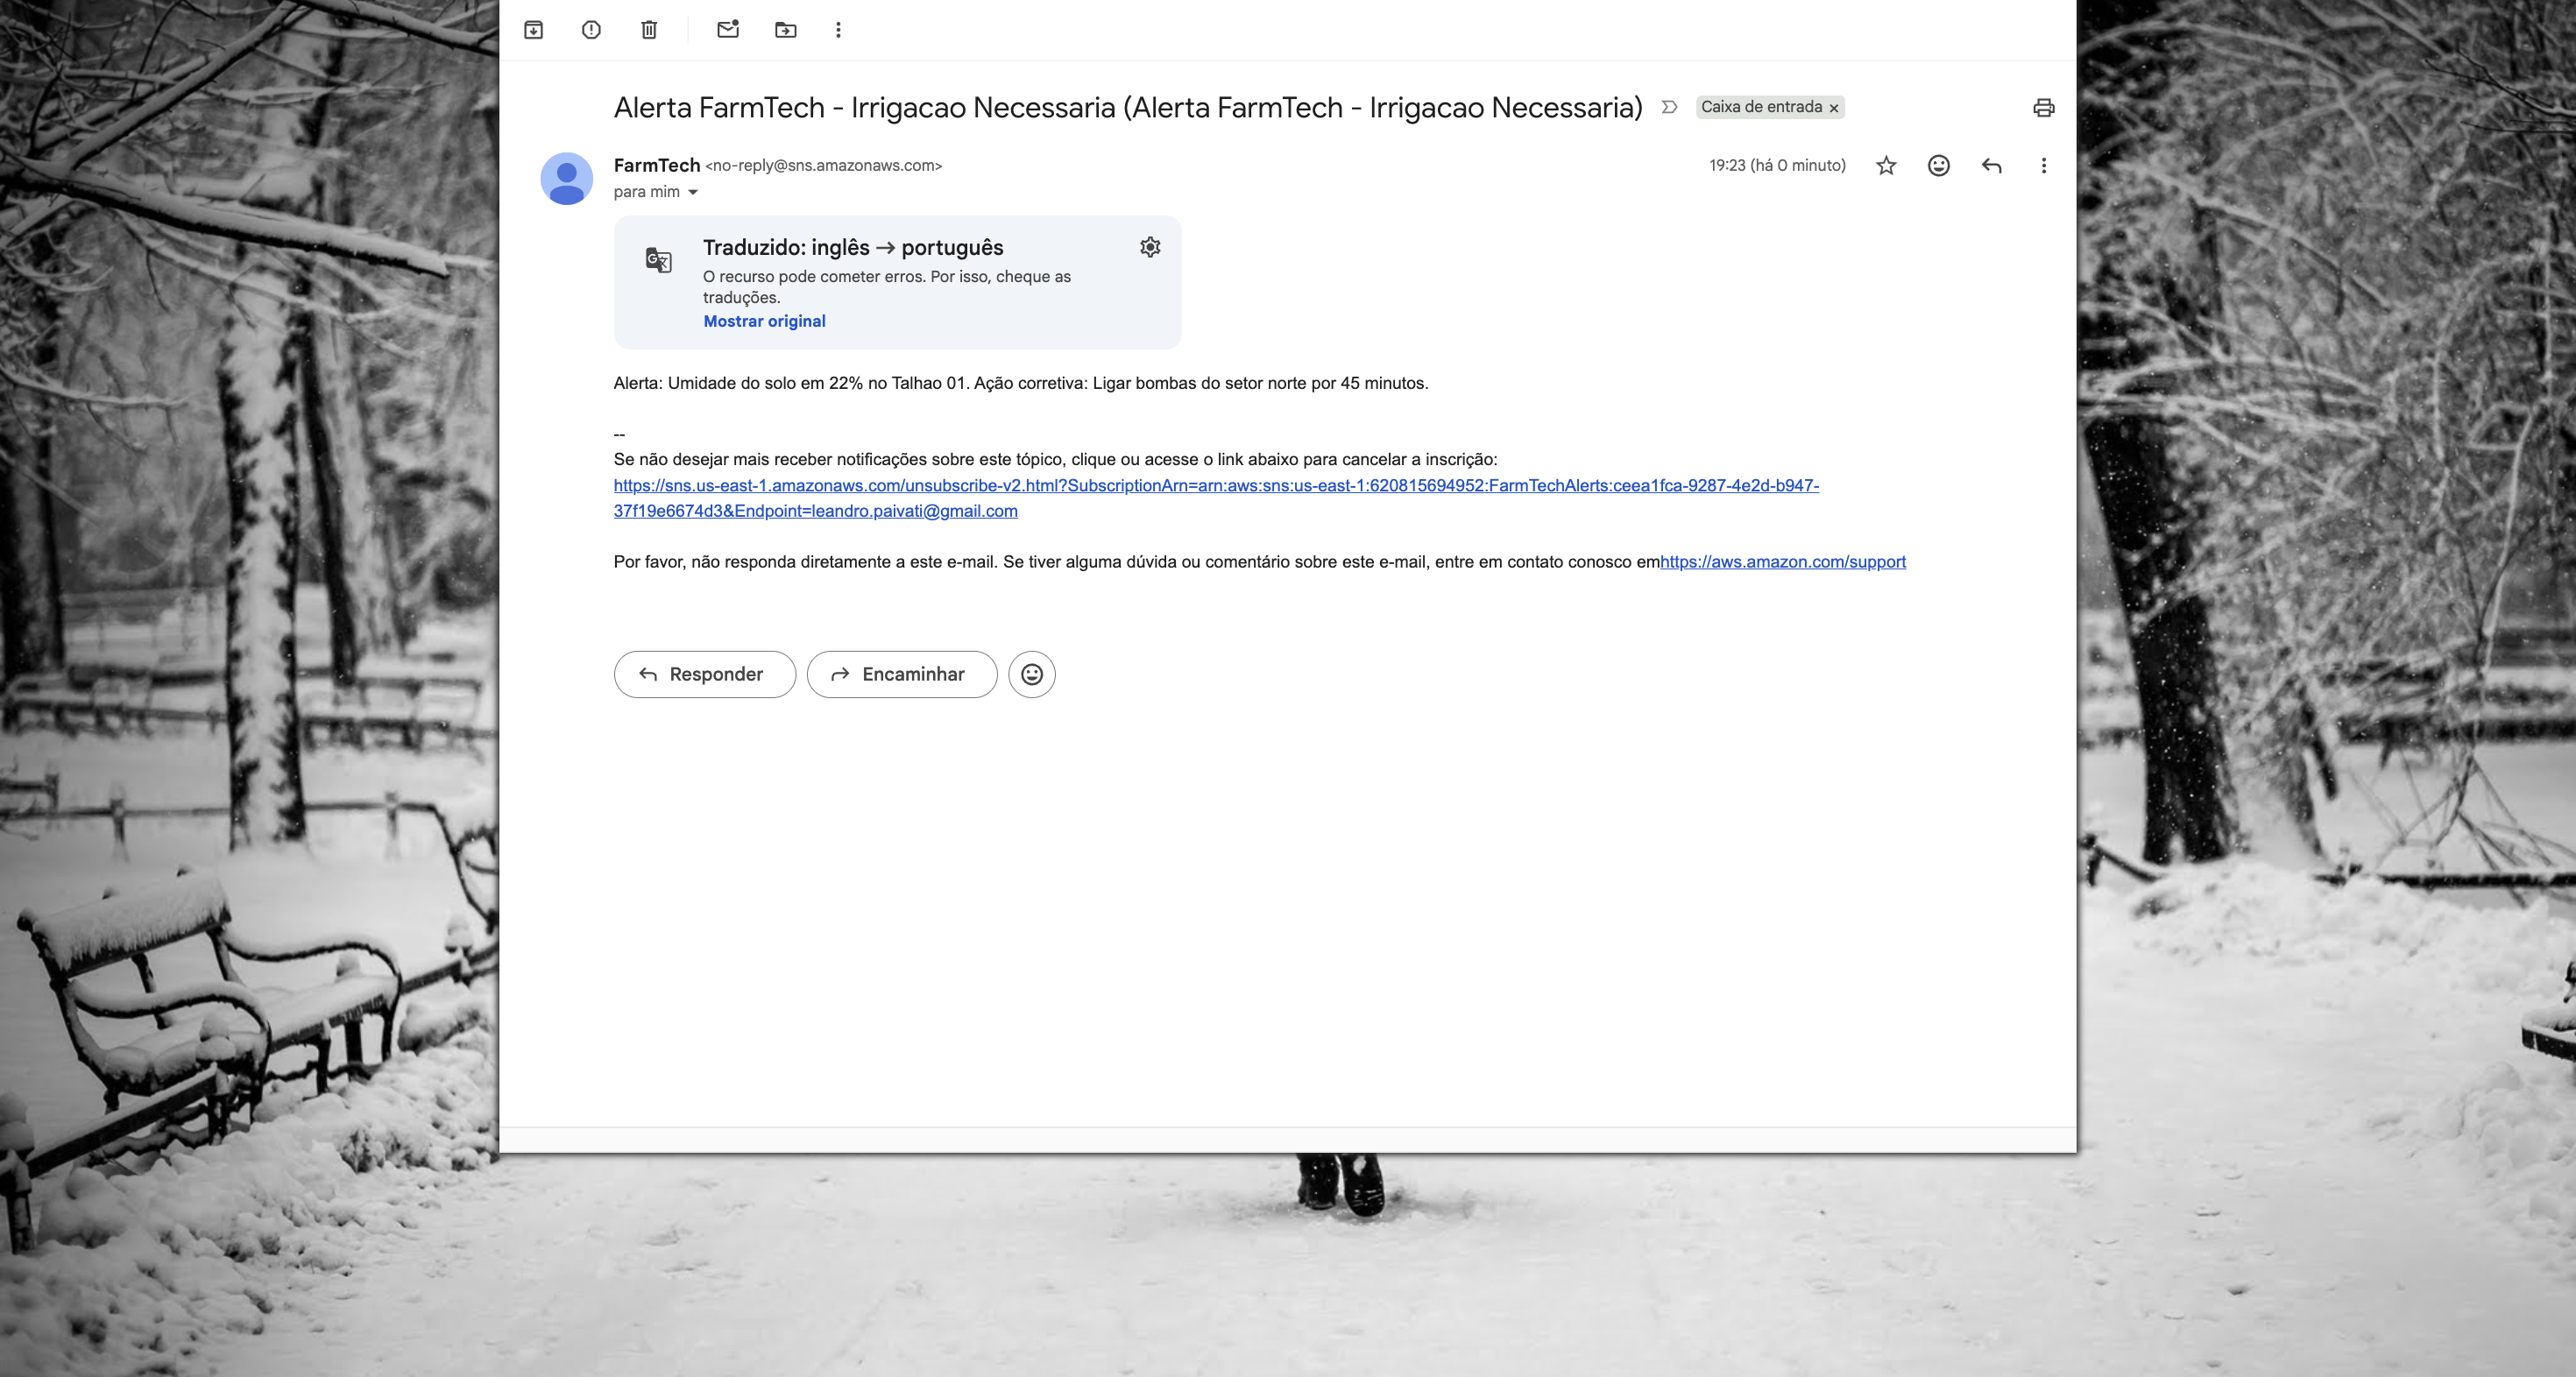 Alerta FarmTech - Irrigacao Necessaria (Alerta FarmTech - Irrigacao Necessaria)
Caixa de entrada ×
FarmTech <no-reply@sns.amazonaws.com>
19:23 (há 0 minuto)
para mim
Traduzido: inglês → português
O recurso pode cometer erros. Por isso, cheque as
traduções.
Mostrar original
Alerta: Umidade do solo em 22% no Talhao 01. Ação corretiva: Ligar bombas do setor norte por 45 minutos.
--
Se não desejar mais receber notificações sobre este tópico, clique ou acesse o link abaixo para cancelar a inscrição:
https://sns.us-east-1.amazonaws.com/unsubscribe-v2.html?SubscriptionArn=arn:aws:sns:us-east-1:620815694952:FarmTechAlerts:ceea1fca-9287-4e2d-b947-
37f19e6674d3&Endpoint=leandro.paivati@gmail.com
Por favor, não responda diretamente a este e-mail. Se tiver alguma dúvida ou comentário sobre este e-mail, entre em contato conosco emhttps://aws.amazon.com/support
Responder
Encaminhar